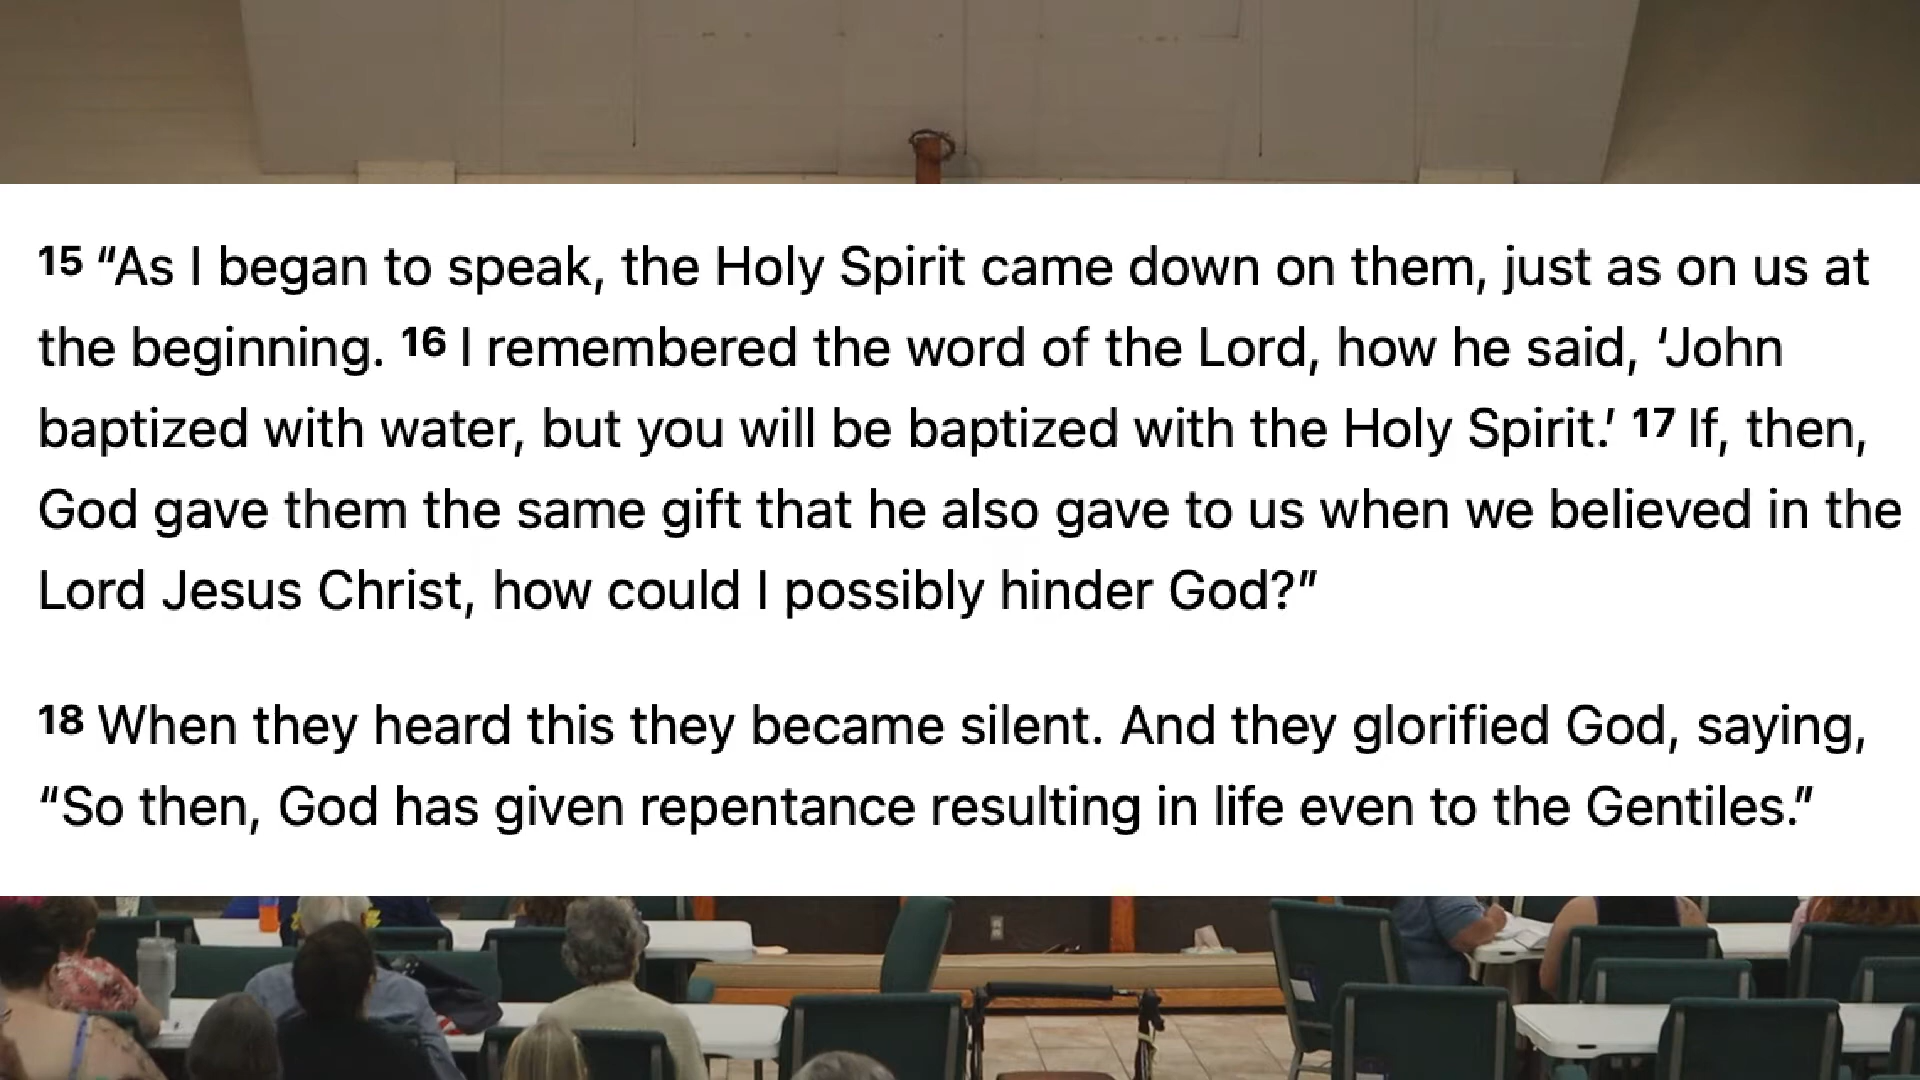 15 “As I began to speak, the Holy Spirit came down on them, just as on us at
the beginning. 16 I remembered the word of the Lord, how he said, ‘John
baptized with water, but you will be baptized with the Holy Spirit.’ 17 If, then,
God gave them the same gift that he also gave to us when we believed in the
Lord Jesus Christ, how could I possibly hinder God?”
18 When they heard this they became silent. And they glorified God, saying,
“So then, God has given repentance resulting in life even to the Gentiles.”